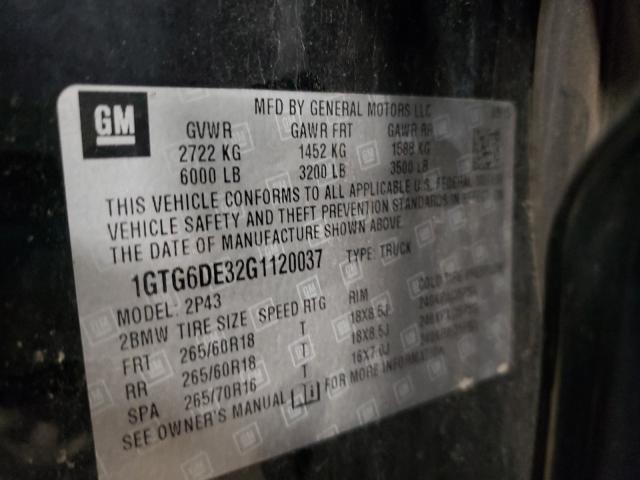 GM
MFD BY GENERAL MOTORS LLC
GVWR GAWR FRT GAWR RR
2722 KG 1452 KG 1588 KG
6000 LB 3200 LB 3500 LB
THIS VEHICLE CONFORMS TO ALL APPLICABLE U.S. FEDERAL
VEHICLE SAFETY AND THEFT PREVENTION STANDARDS IN EFFECT ON
THE DATE OF MANUFACTURE SHOWN ABOVE.
1GTG6DE32G1120037 TYPE: TRUCK
MODEL: 2P43
2BMW TIRE SIZE SPEED RTG RIM COLD TIRE
FRT 265/60R18 T 18X8.5J
RR 265/60R18 T 18X8.5J
SPA 265/70R16 T 16X7.0J
SEE OWNER'S MANUAL FOR MORE INFORMATION